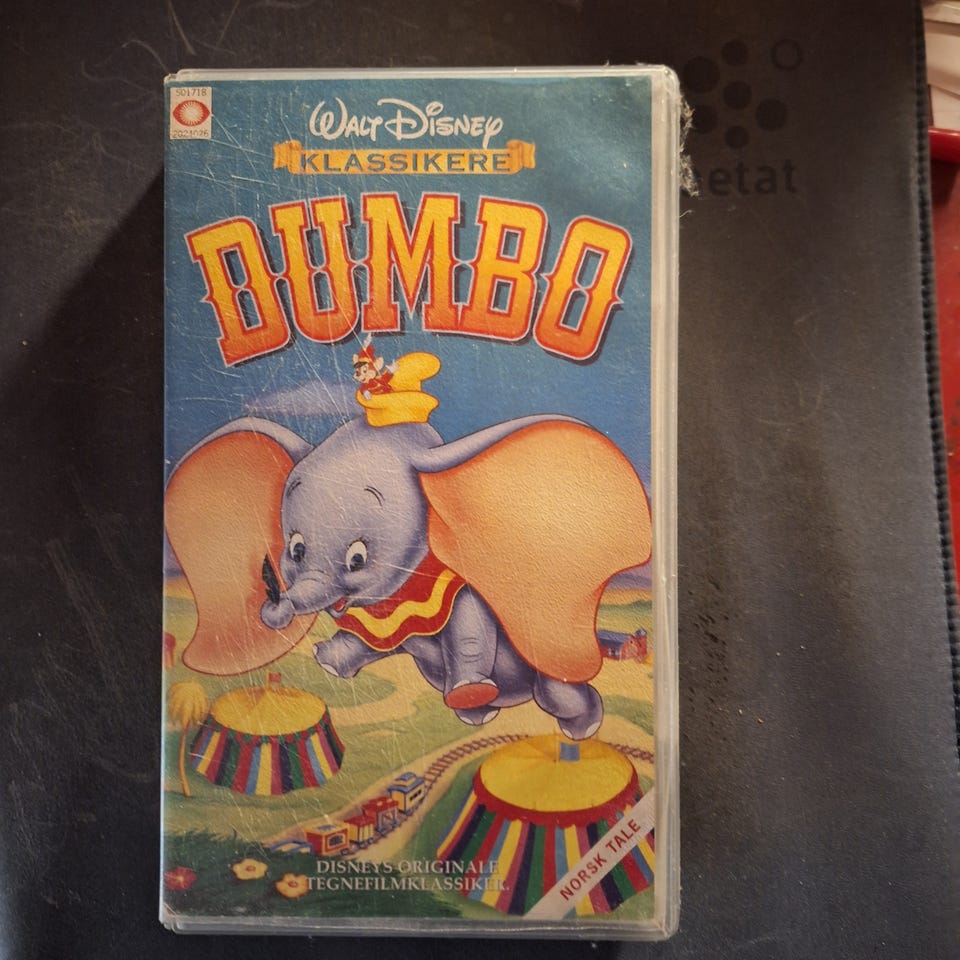 501718
2024026
WALT DISNEY
KLASSIKERE
DUMBO
DISNEYS ORIGINALE
TEGNEFILMKLASSIKER.
NORSK TALE
etat